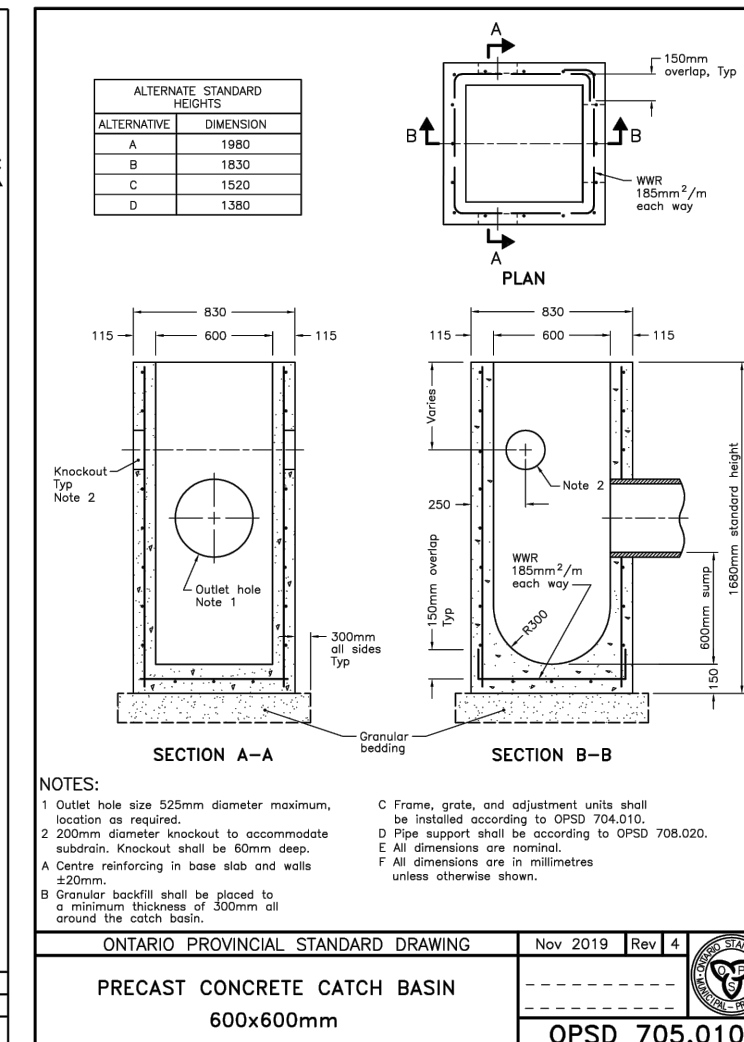 ALTERNATE STANDARD
HEIGHTS
ALTERNATIVE DIMENSION
A 1980
B 1830
C 1520
D 1380
A
150mm
overlap, Typ
B
B
WWR
185mm²/m
each way
A
PLAN
830
115 600 115
Knockout
Typ
Note 2
Outlet hole
Note 1
300mm
all sides
Typ
SECTION A-A
830
115 600 115
Varies
Note 2
250
WWR
185mm²/m
each way
150mm overlap
Typ
R300
600mm sump
150
1680mm standard height
Granular
bedding
SECTION B-B
NOTES:
1 Outlet hole size 525mm diameter maximum,
location as required.
2 200mm diameter knockout to accommodate
subdrain. Knockout shall be 60mm deep.
A Centre reinforcing in base slab and walls
±20mm.
B Granular backfill shall be placed to
a minimum thickness of 300mm all
around the catch basin.
C Frame, grate, and adjustment units shall
be installed according to OPSD 704.010.
D Pipe support shall be according to OPSD 708.020.
E All dimensions are nominal.
F All dimensions are in millimetres
unless otherwise shown.
ONTARIO PROVINCIAL STANDARD DRAWING
Nov 2019 Rev 4
PRECAST CONCRETE CATCH BASIN
600x600mm
OPSD 705.010